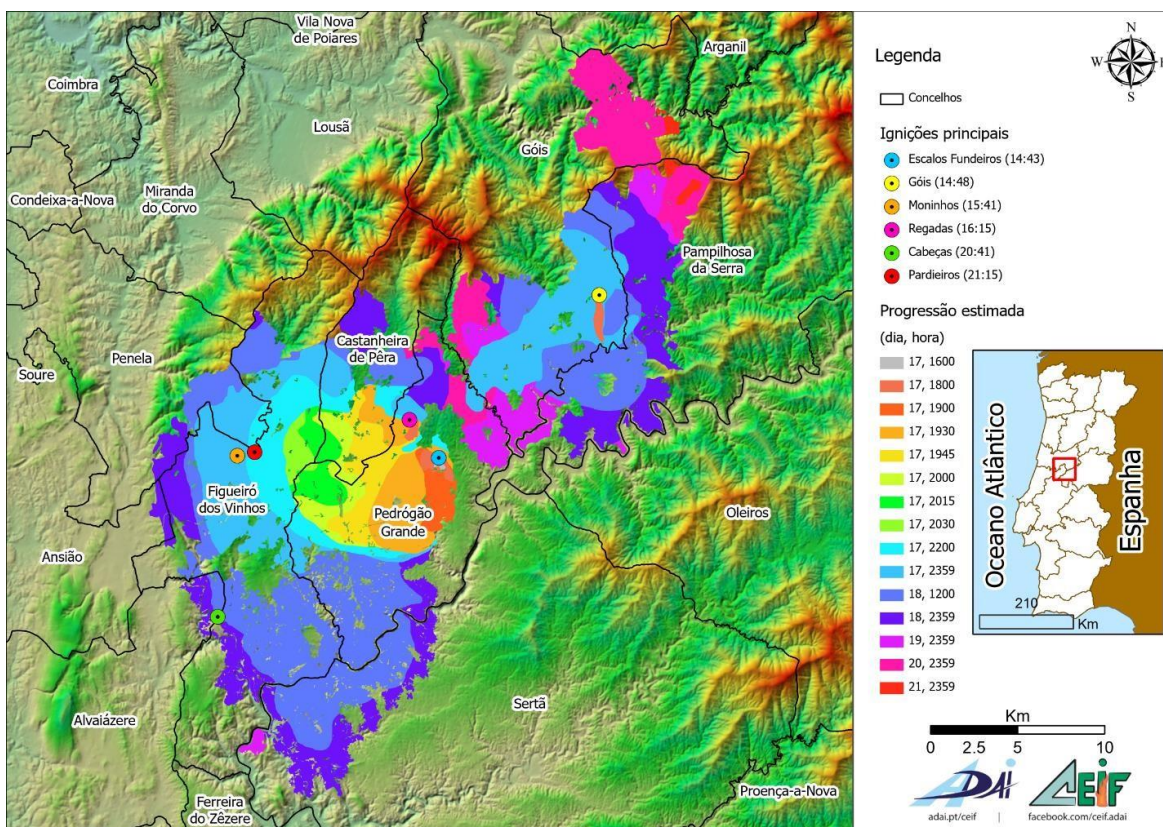 Vila Nova
de Poiares
Arganil
Coimbra
Lousã
Góis
Miranda
do Corvo
Condeixa-a-Nova
Pampilhosa
da Serra
Penela
Castanheira
de Pêra
Soure
Figueiró
dos Vinhos
Pedrógão
Grande
Oleiros
Ansião
Sertã
Alvaiázere
Ferreira
do Zêzere
Proença-a-Nova
Legenda
N
W
E
S
Concelhos
Ignições principais
Escalos Fundeiros (14:43)
Góis (14:48)
Moninhos (15:41)
Regadas (16:15)
Cabeças (20:41)
Pardieiros (21:15)
Progressão estimada
(dia, hora)
17, 1600
17, 1800
17, 1900
17, 1930
17, 1945
17, 2000
17, 2015
17, 2030
17, 2200
17, 2359
18, 1200
18, 2359
19, 2359
20, 2359
21, 2359
Oceano Atlântico
Espanha
210
Km
Km
0 2.5 5 10
ADAI
CEIF
adai.pt/ceif | facebook.com/ceif.adai